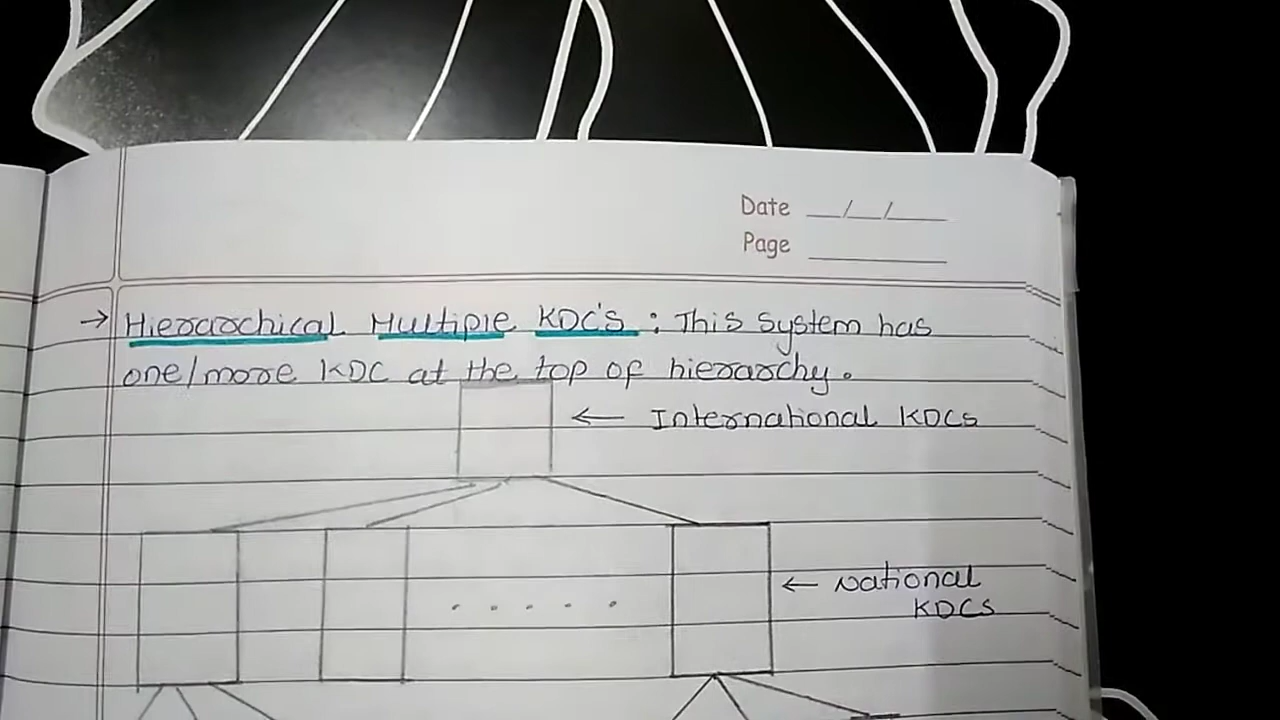 Date __/__/____
Page ________
→ Hierarchical Multiple KDC's : This system has
one/more KDC at the top of hierarchy.
← International KDCs
. . . . .
← National
KDCs